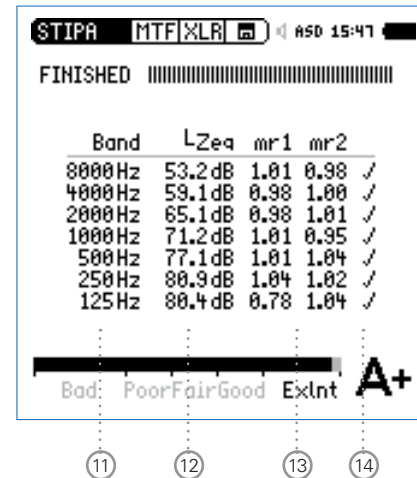 STIPA MTF XLR ASD 15:47
FINISHED
Band LZeq mr1 mr2
8000Hz 53.2dB 1.01 0.98 ✓
4000Hz 59.1dB 0.98 1.00 ✓
2000Hz 65.1dB 0.98 1.01 ✓
1000Hz 71.2dB 1.01 0.95 ✓
500Hz 77.1dB 1.01 1.04 ✓
250Hz 80.9dB 1.04 1.02 ✓
125Hz 80.4dB 0.78 1.04 ✓
Bad Poor Fair Good Exlnt A+
11 12 13 14